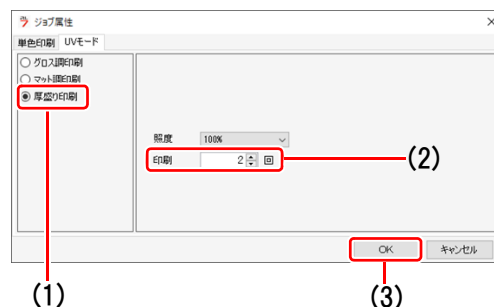 ジョブ属性
単色印刷 UVモード
グロス調印刷
マット調印刷
厚盛り印刷
照度 100%
印刷 2 回
(2)
OK キャンセル
(1)
(3)